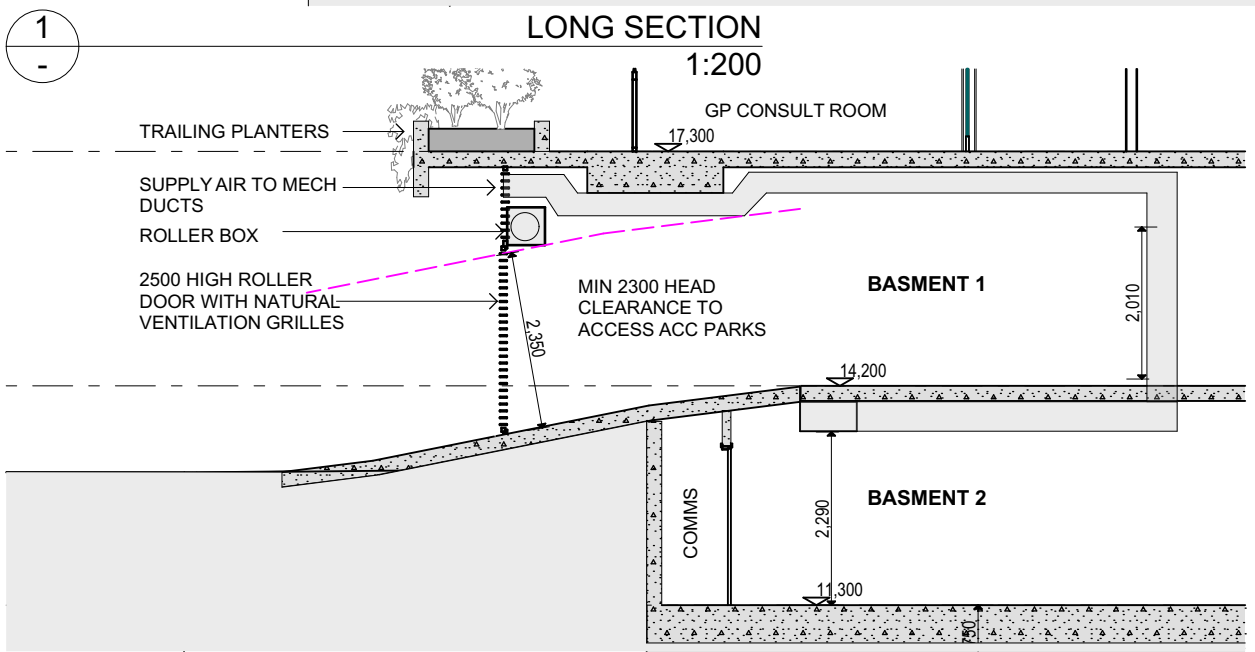 1
-
LONG SECTION
1:200
GP CONSULT ROOM
17,300
TRAILING PLANTERS
SUPPLY AIR TO MECH
DUCTS
ROLLER BOX
2500 HIGH ROLLER
DOOR WITH NATURAL
VENTILATION GRILLES
2,350
MIN 2300 HEAD
CLEARANCE TO
ACCESS ACC PARKS
BASMENT 1
2,010
14,200
COMMS
2,290
BASMENT 2
11,300
750